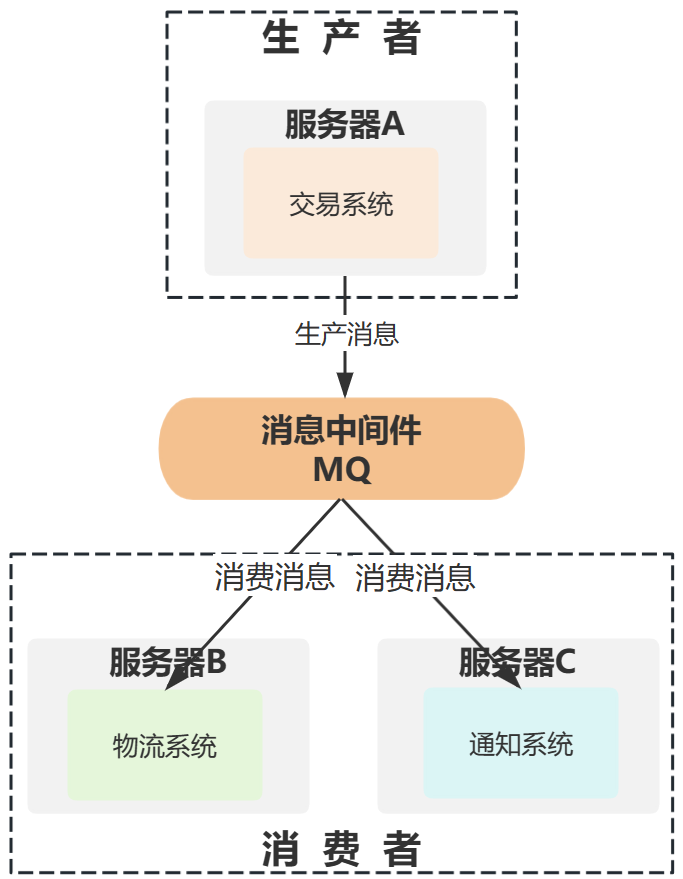 生 产 者
服务器A
交易系统
生产消息
消息中间件
MQ
消费消息 消费消息
服务器B 服务器C
物流系统 通知系统
消 费 者